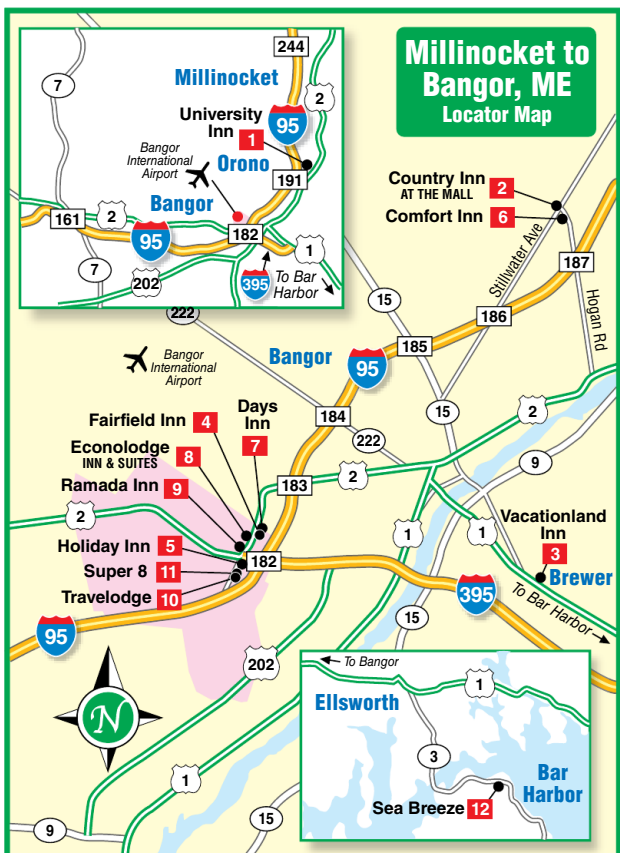 Millinocket to
Bangor, ME
Locator Map
244
7
Millinocket
2
University
Inn
1
95
Bangor
International
Airport
Orono
191
Bangor
161
2
95
182
1
7
202
395
To Bar
Harbor
Country Inn
AT THE MALL
2
Comfort Inn
6
Stillwater Ave
187
Hogan Rd
186
15
222
185
Bangor
International
Airport
Bangor
95
184
15
2
222
Days
Inn
7
Fairfield Inn
4
Econolodge
INN & SUITES
8
Ramada Inn
9
183
2
9
2
1
1
Vacationland
Inn
3
Brewer
Holiday Inn
5
182
Super 8
11
Travelodge
10
395
To Bar Harbor
15
95
202
N
To Bangor
1
Ellsworth
3
Bar
Harbor
Sea Breeze
12
1
15
9